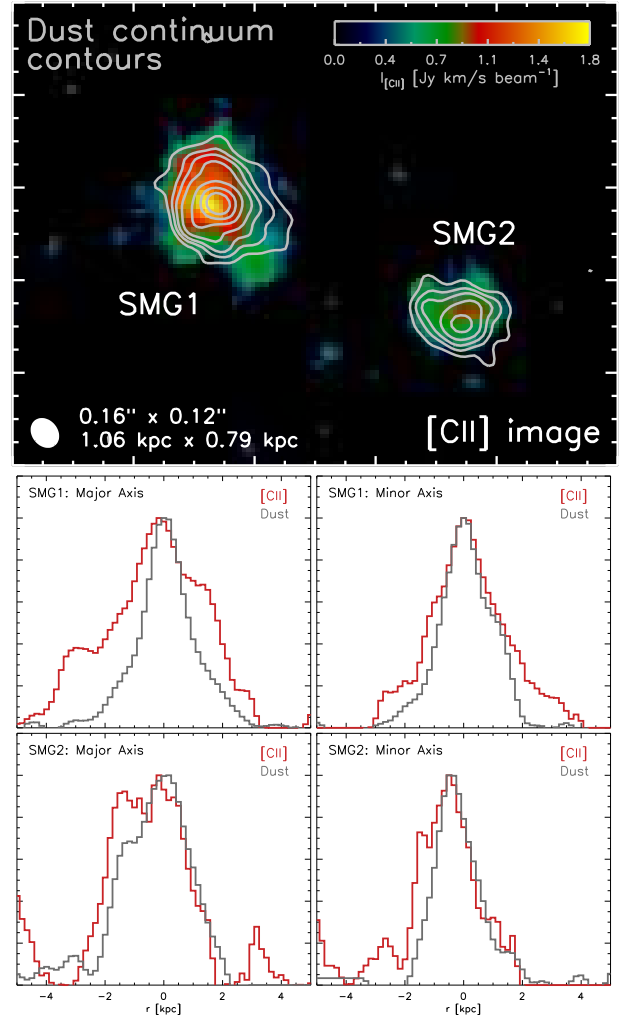 Dust continuum
contours
0.0 0.4 0.7 1.1 1.4 1.8
I[CII] [Jy km/s beam−1]
SMG2
SMG1
0.16" x 0.12"
1.06 kpc x 0.79 kpc
[CII] image
SMG1: Major Axis
[CII]
Dust
SMG1: Minor Axis
[CII]
Dust
SMG2: Major Axis
[CII]
Dust
SMG2: Minor Axis
[CII]
Dust
−4 −2 0 2 4
r [kpc]
−4 −2 0 2 4
r [kpc]